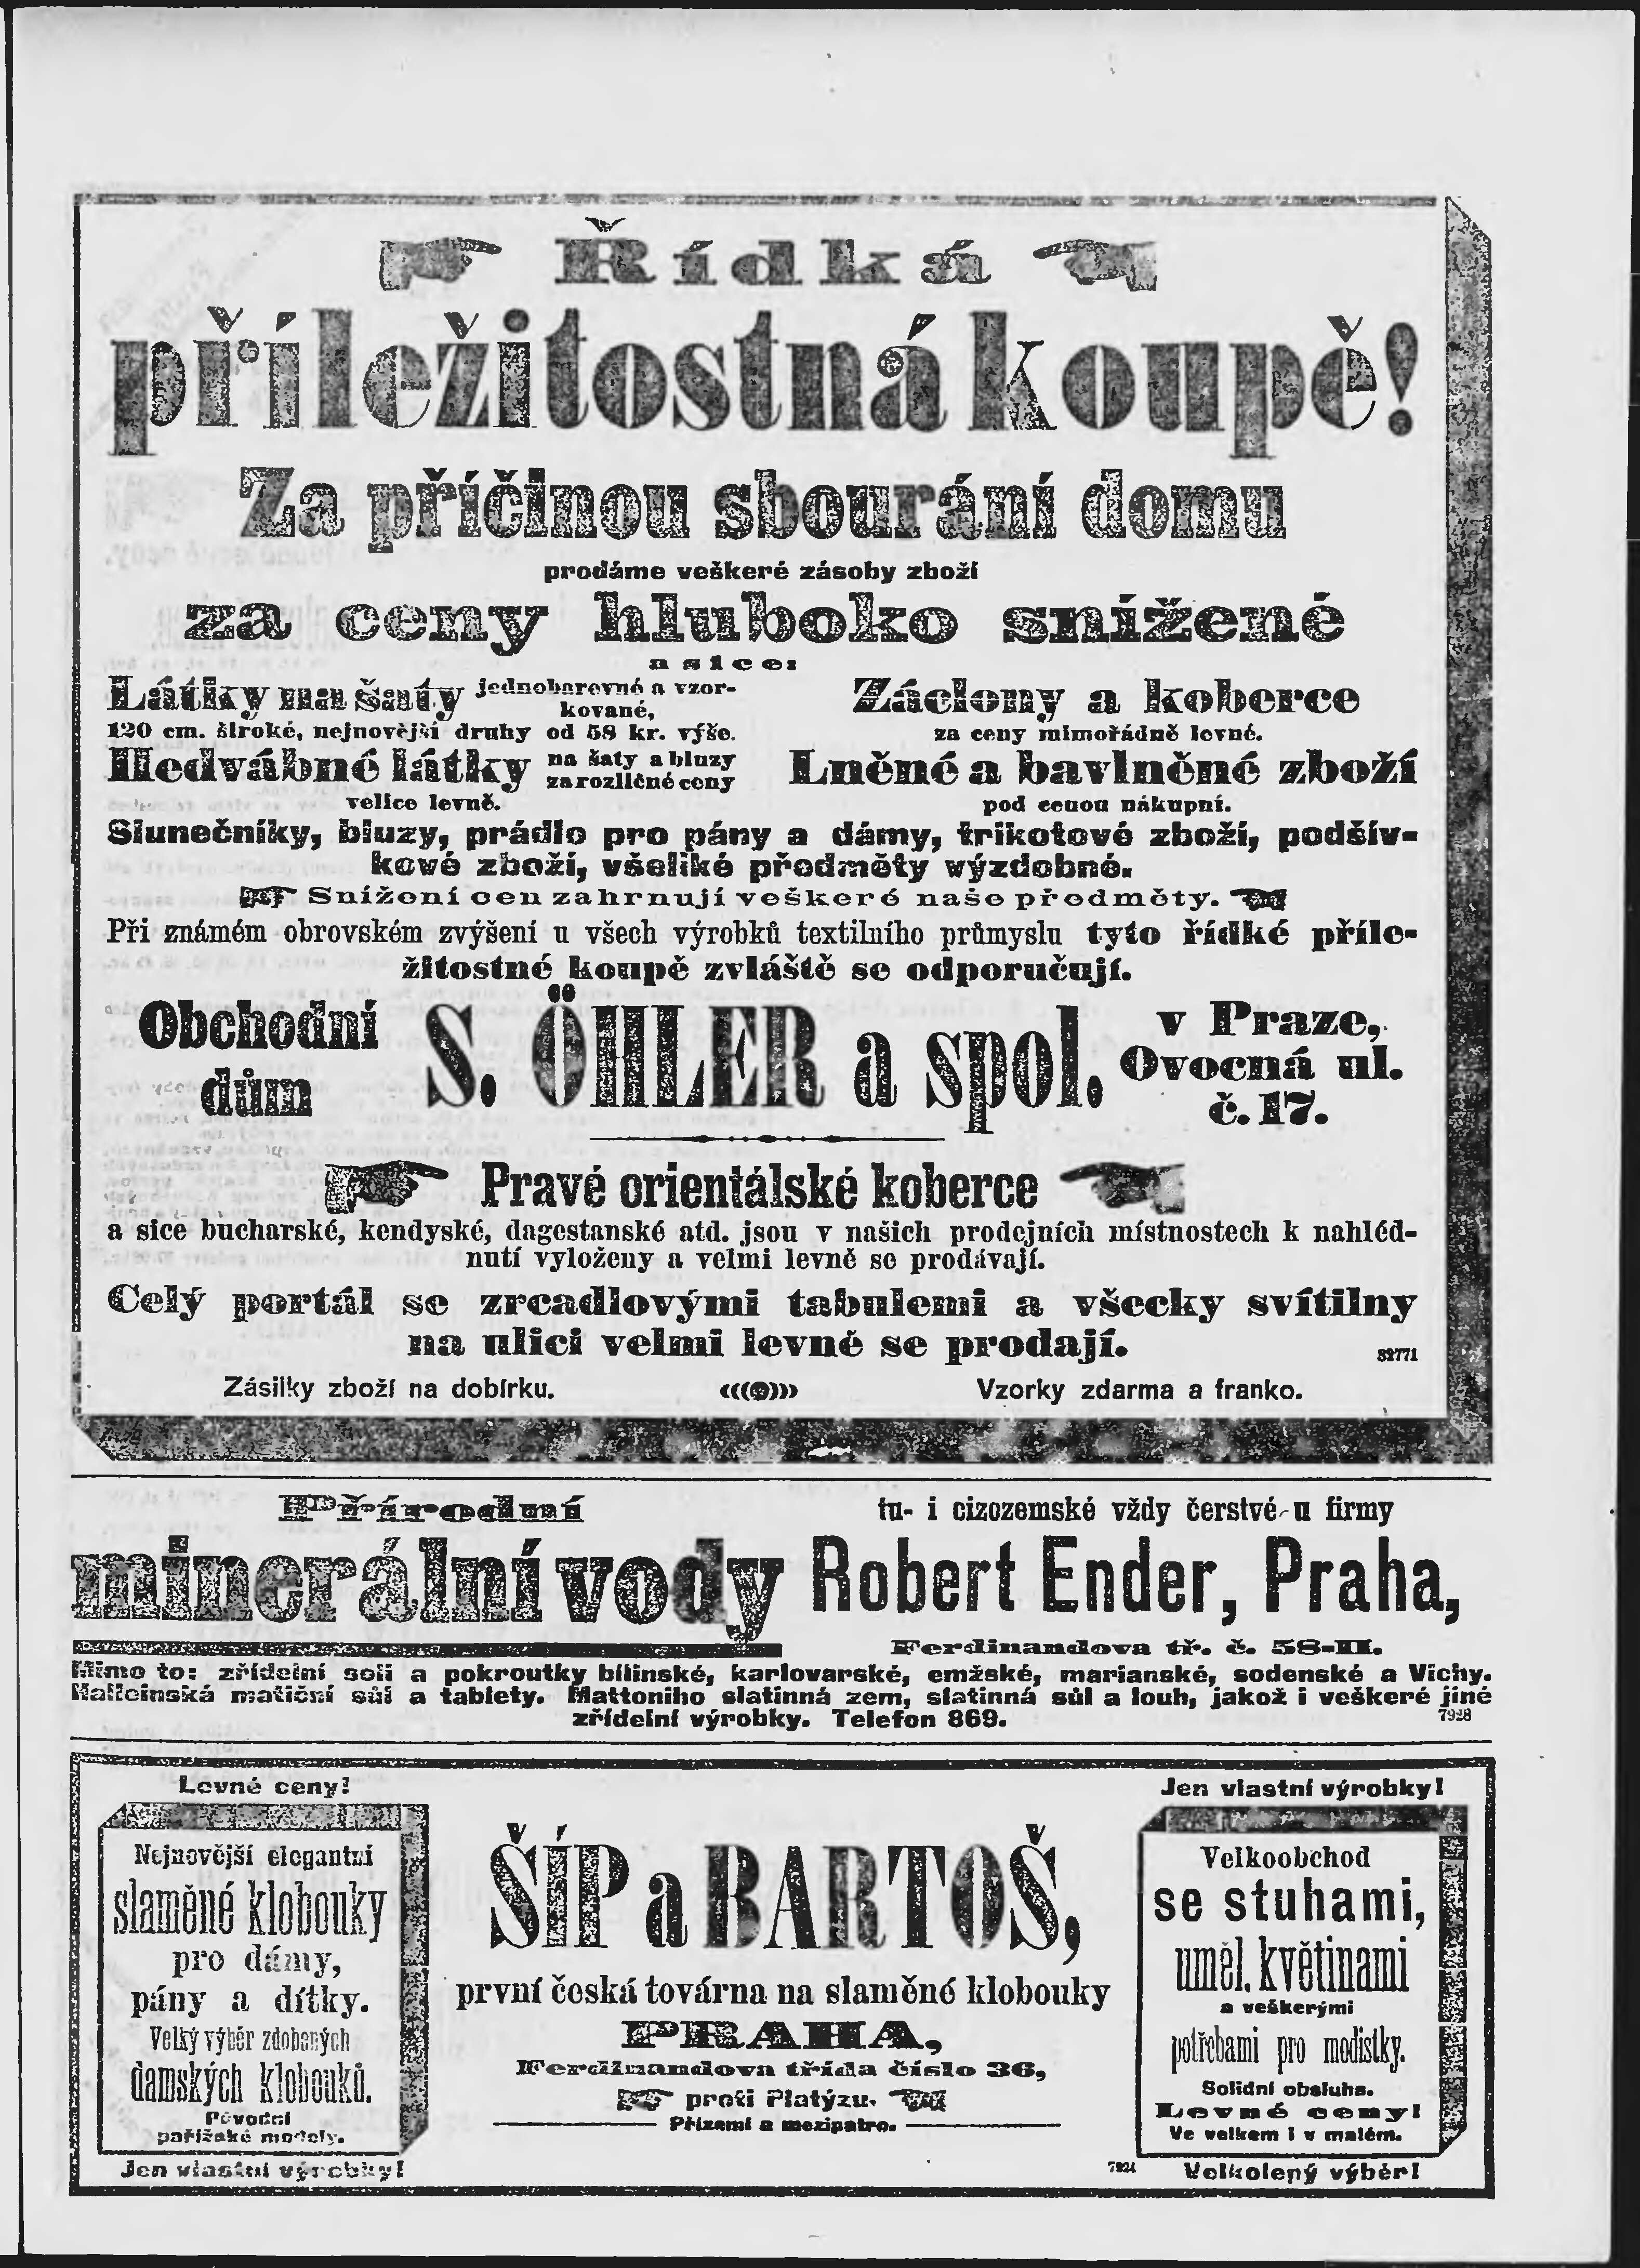 Řídká
příležitostná koupě!
Za příčinou sbourání domu
prodáme veškeré zásoby zboží
za ceny hluboko snížené
a sice:
Látky na šaty jednobarevné a vzor-
kované,
120 cm. široké, nejnovější druhy od 58 kr. výše.
Hedvábné látky na šaty a bluzy
za rozličné ceny
velice levně.
Záclony a koberce
za ceny mimořádně levné.
Lněné a bavlněné zboží
pod cenou nákupní.
Slunečníky, bluzy, prádlo pro pány a dámy, trikotové zboží, podšív-
kové zboží, všeliké předměty výzdobné.
Snížení cen zahrnují veškeré naše předměty.
Při známém obrovském zvýšení u všech výrobků textilního průmyslu tyto řídké příle-
žitostné koupě zvláště se odporučují.
Obchodní
dům
S. ÖHLER a spol.
v Praze,
Ovocná ul.
č. 17.
Pravé orientálské koberce
a sice bucharské, kendyské, dagestanské atd. jsou v našich prodejních místnostech k nahléd-
nutí vyloženy a velmi levně se prodávají.
Celý portál se zrcadlovými tabulemi a všecky svítilny
na ulici velmi levně se prodají.
32771
Zásilky zboží na dobírku.
Vzorky zdarma a franko.
Přírodní
minerální vody
tu- i cizozemské vždy čerstvé u firmy
Robert Ender, Praha,
Ferdinandova tř. č. 58-II.
Mimo to: zřídelní soli a pokroutky bílinské, karlovarské, emžské, marianské, sodenské a Vichy.
Halleinská matiční sůl a tablety. Mattoniho slatinná zem, slatinná sůl a louh, jakož i veškeré jiné
zřídelní výrobky. Telefon 869.
7928
Levné ceny!
Nejnovější elegantní
slaměné klobouky
pro dámy,
pány a dítky.
Velký výběr zdobených
damských klobouků.
Původní
pařížské modely.
Jen vlastní výrobky!
ŠÍP a BARTOŠ,
první česká továrna na slaměné klobouky
PRAHA,
Ferdinandova třída číslo 36,
proti Platýzu.
Přízemí a mezipatro.
7924
Jen vlastní výrobky!
Velkoobchod
se stuhami,
uměl. květinami
a veškerými
potřebami pro modistky.
Solidní obsluha.
Levné ceny!
Ve velkém i v malém.
Velkolepý výběr!